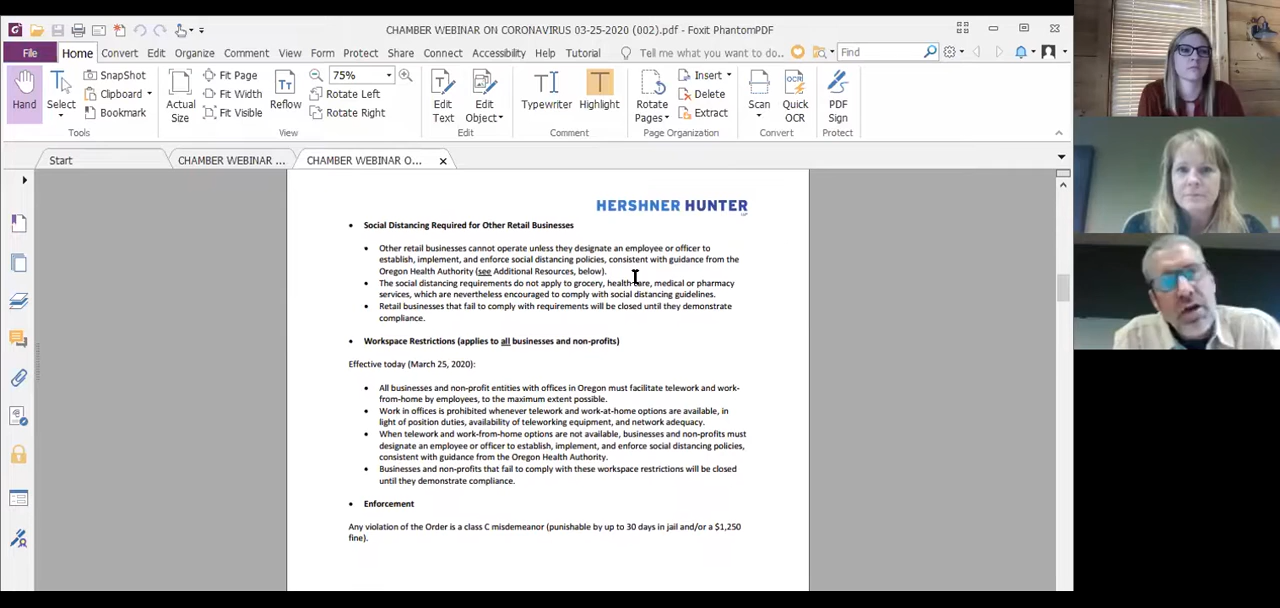 CHAMBER WEBINAR ON CORONAVIRUS 03-25-2020 (002).pdf - Foxit PhantomPDF
File Home Convert Edit Organize Comment View Form Protect Share Connect Accessibility Help Tutorial Tell me what you want to do... Find
Hand
Select
SnapShot
Clipboard
Bookmark
Tools
Actual Size
Fit Page
Fit Width
Fit Visible
Reflow
75%
Rotate Left
Rotate Right
View
Edit Text
Edit Object
Edit
Typewriter
Highlight
Comment
Rotate Pages
Insert
Delete
Extract
Page Organization
Scan
Quick OCR
Convert
PDF Sign
Protect
Start
CHAMBER WEBINAR ...
CHAMBER WEBINAR O...
HERSHNER HUNTER
LLP
• Social Distancing Required for Other Retail Businesses
• Other retail businesses cannot operate unless they designate an employee or officer to
establish, implement, and enforce social distancing policies, consistent with guidance from the
Oregon Health Authority (see Additional Resources, below).
• The social distancing requirements do not apply to grocery, health care, medical or pharmacy
services, which are nevertheless encouraged to comply with social distancing guidelines.
• Retail businesses that fail to comply with requirements will be closed until they demonstrate
compliance.
• Workspace Restrictions (applies to all businesses and non-profits)
Effective today (March 25, 2020):
• All businesses and non-profit entities with offices in Oregon must facilitate telework and work-
from-home by employees, to the maximum extent possible.
• Work in offices is prohibited whenever telework and work-at-home options are available, in
light of position duties, availability of teleworking equipment, and network adequacy.
• When telework and work-from-home options are not available, businesses and non-profits must
designate an employee or officer to establish, implement, and enforce social distancing policies,
consistent with guidance from the Oregon Health Authority.
• Businesses and non-profits that fail to comply with these workspace restrictions will be closed
until they demonstrate compliance.
• Enforcement
Any violation of the Order is a class C misdemeanor (punishable by up to 30 days in jail and/or a $1,250
fine).